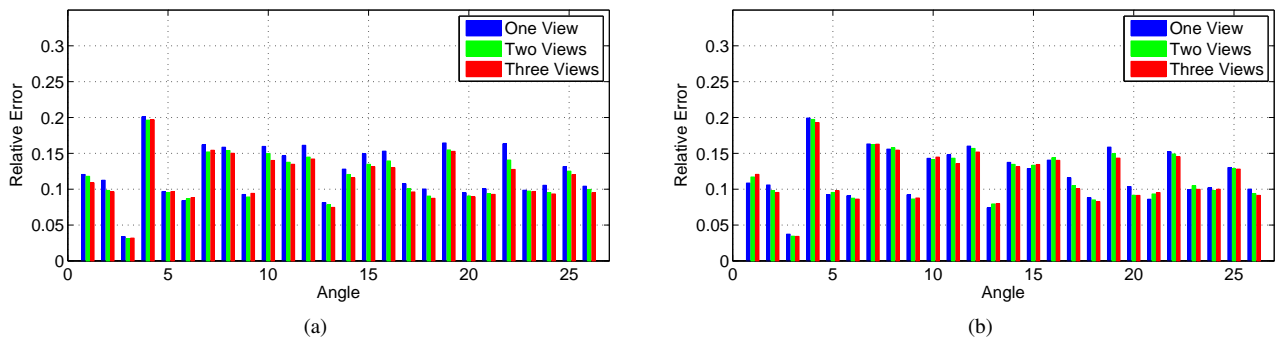 0.3
0.25
0.2
0.15
0.1
0.05
0
Relative Error
0 5 10 15 20 25
Angle
One View
Two Views
Three Views
(a)
0.3
0.25
0.2
0.15
0.1
0.05
0
Relative Error
0 5 10 15 20 25
Angle
One View
Two Views
Three Views
(b)